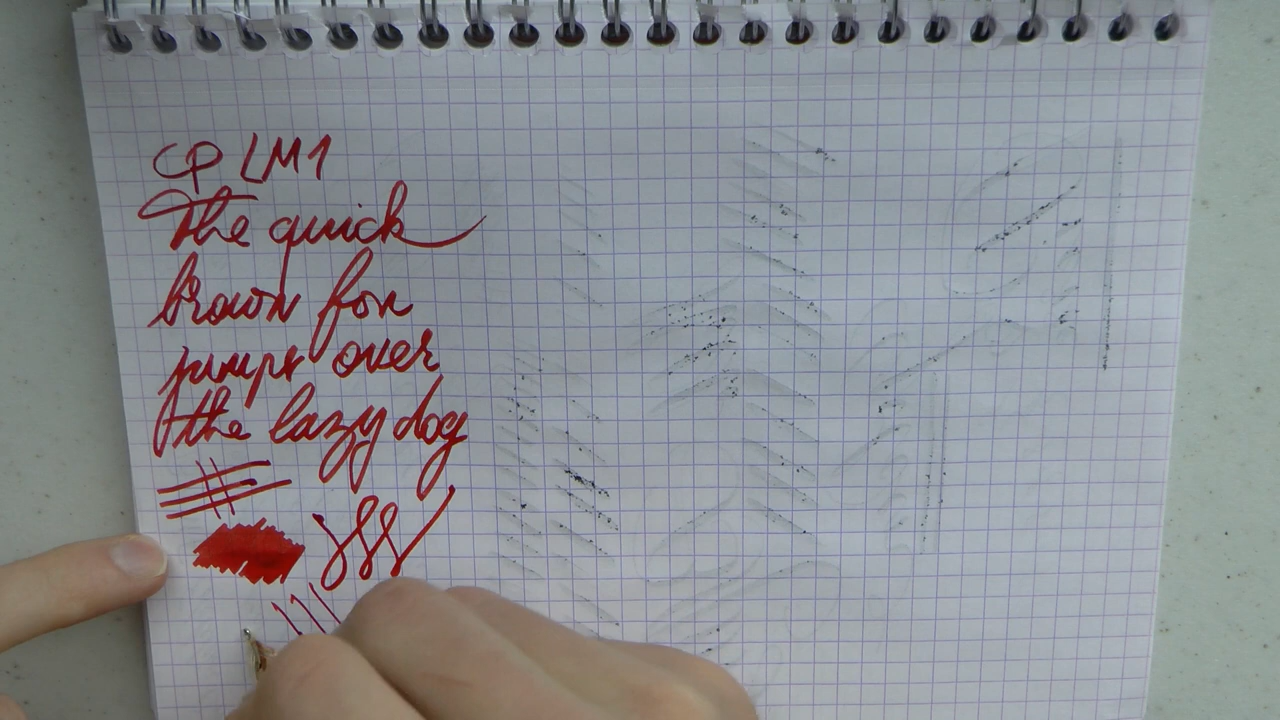 CP LM1
The quick
brown fox
jumps over
the lazy dog